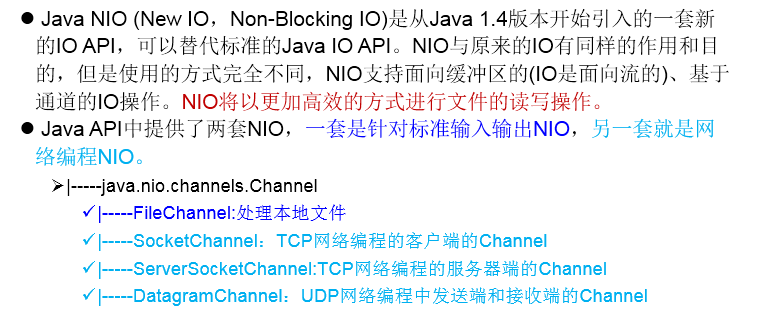 ● Java NIO (New IO，Non-Blocking IO)是从Java 1.4版本开始引入的一套新
的IO API，可以替代标准的Java IO API。NIO与原来的IO有同样的作用和目
的，但是使用的方式完全不同，NIO支持面向缓冲区的(IO是面向流的)、基于
通道的IO操作。NIO将以更加高效的方式进行文件的读写操作。
● Java API中提供了两套NIO，一套是针对标准输入输出NIO，另一套就是网
络编程NIO。
➢|-----java.nio.channels.Channel
✓|-----FileChannel:处理本地文件
✓|-----SocketChannel：TCP网络编程的客户端的Channel
✓|-----ServerSocketChannel:TCP网络编程的服务器端的Channel
✓|-----DatagramChannel：UDP网络编程中发送端和接收端的Channel